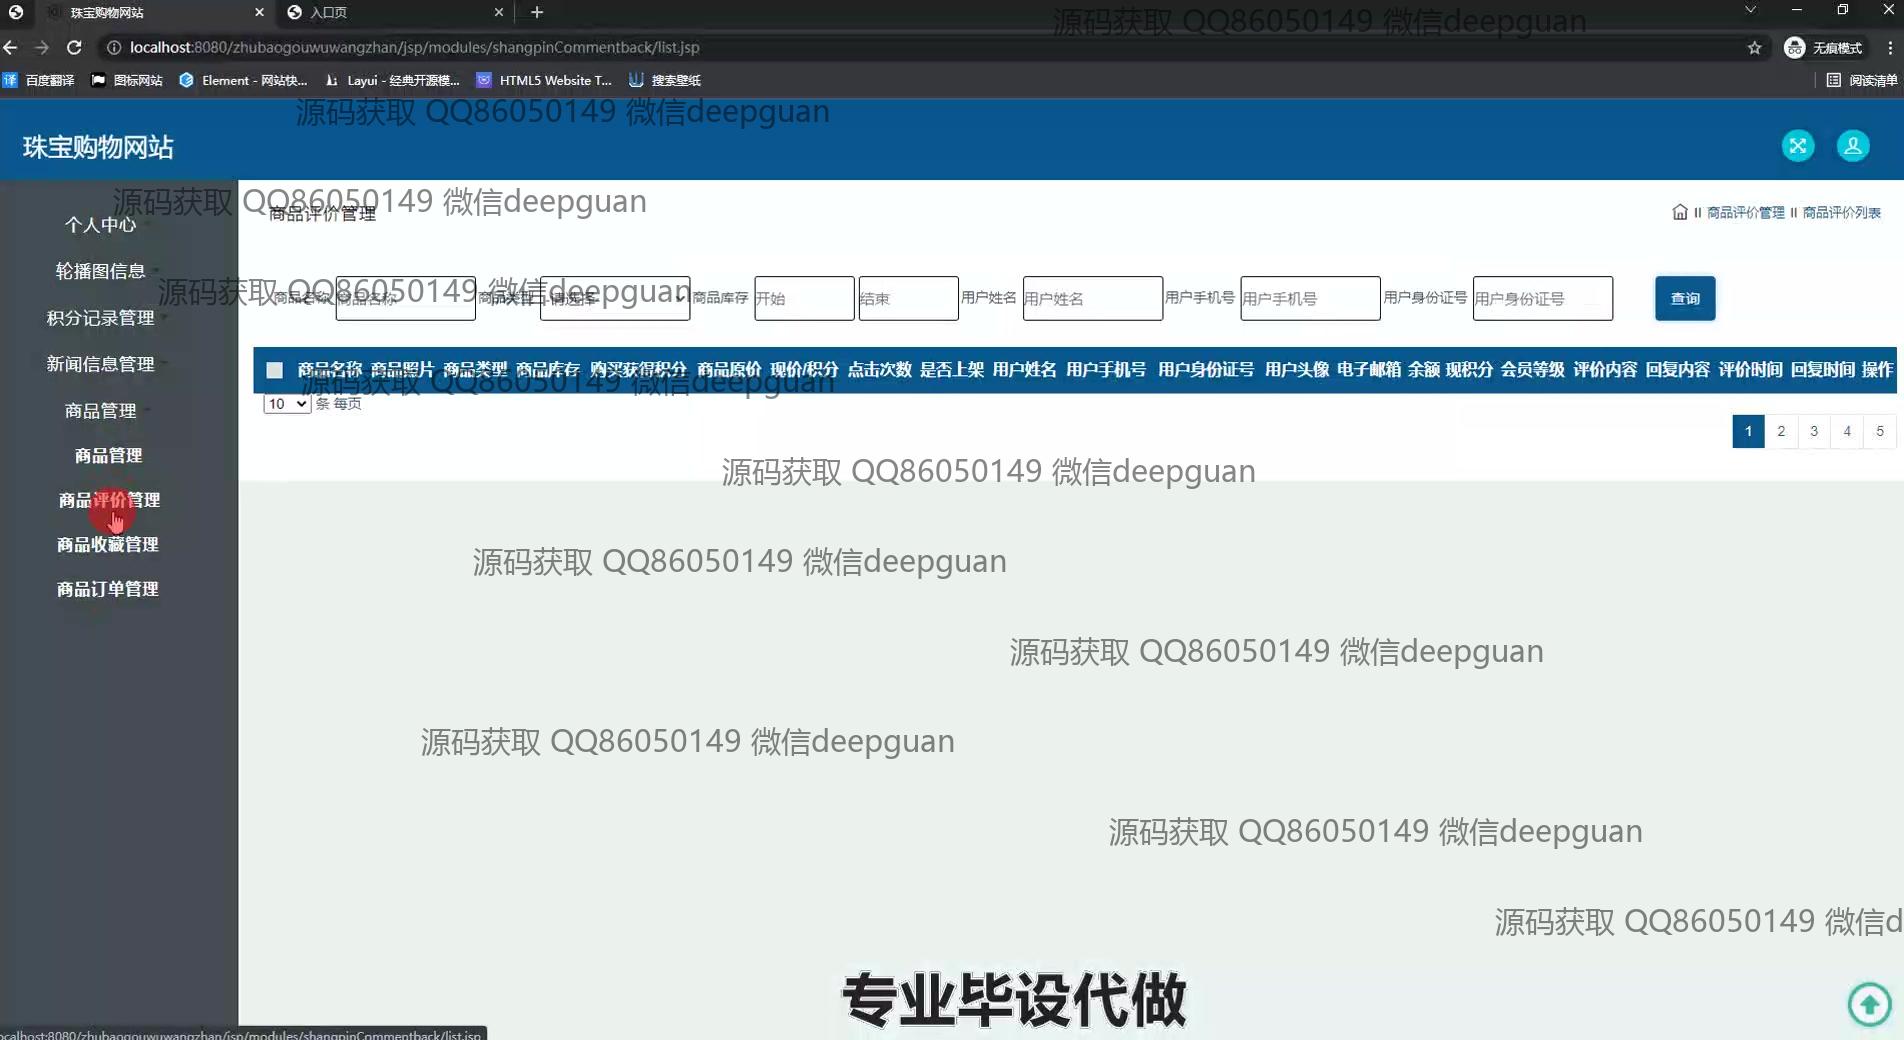 珠宝购物网站
入口页
源码获取 QQ86050149 微信deepguan
localhost:8080/zhubaogouwuwangzhan/jsp/modules/shangpinCommentback/list.jsp
无痕模式
百度翻译 图标网站 Element - 网站快... Layui - 经典开源模... HTML5 Website T... 搜索壁纸 阅读清单
源码获取 QQ86050149 微信deepguan
珠宝购物网站
源码获取 QQ86050149 微信deepguan
商品评价管理
商品评价管理 商品评价列表
个人中心
轮播图信息
积分记录管理
新闻信息管理
商品管理
商品管理
商品评价管理
商品收藏管理
商品订单管理
源码获取 QQ86050149 微信deepguan
商品名称 商品名称 商品类型 -请选择- 商品库存 开始 结束 用户姓名 用户姓名 用户手机号 用户手机号 用户身份证号 用户身份证号 查询
商品名称 商品照片 商品类型 商品库存 购买获得积分 商品原价 现价/积分 点击次数 是否上架 用户姓名 用户手机号 用户身份证号 用户头像 电子邮箱 余额 现积分 会员等级 评价内容 回复内容 评价时间 回复时间 操作
源码获取 QQ86050149 微信deepguan
10 条 每页
1 2 3 4 5
源码获取 QQ86050149 微信deepguan
源码获取 QQ86050149 微信deepguan
源码获取 QQ86050149 微信deepguan
源码获取 QQ86050149 微信deepguan
源码获取 QQ86050149 微信deepguan
源码获取 QQ86050149 微信d
专业毕设代做
ocalhost:8080/zhubaogouwuwangzhan/jsp/modules/shangpinCommentback/list.jsp